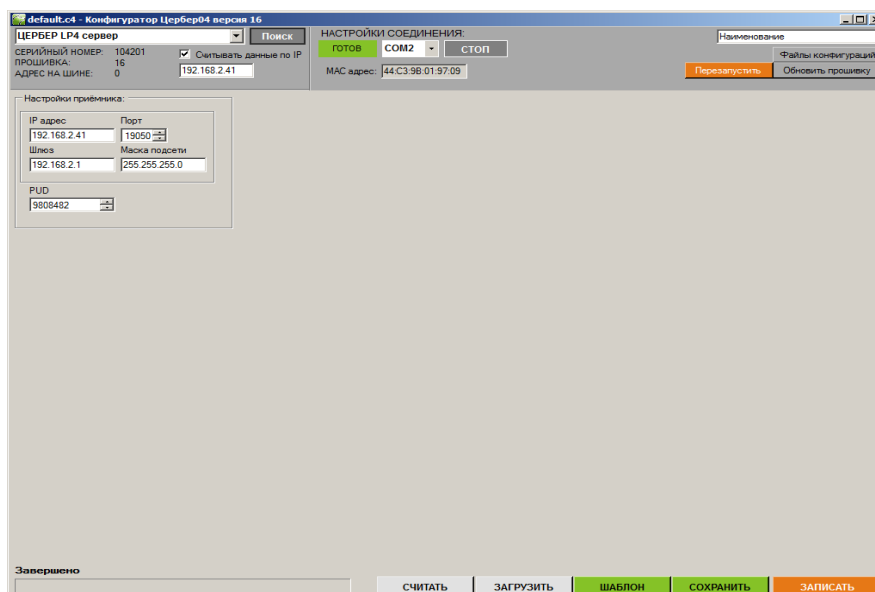 default.c4 - Конфигуратор Цербер04 версия 16
ЦЕРБЕР LP4 сервер
Поиск
СЕРИЙНЫЙ НОМЕР: 104201
ПРОШИВКА: 16
АДРЕС НА ШИНЕ: 0
Считывать данные по IP
192.168.2.41
НАСТРОЙКИ СОЕДИНЕНИЯ:
ГОТОВ COM2 СТОП
MAC адрес: 44:C3:9B:01:97:09
Наименование
Файлы конфигураций
Перезапустить Обновить прошивку
Настройки приёмника:
IP адрес Порт
192.168.2.41 19050
Шлюз Маска подсети
192.168.2.1 255.255.255.0
PUD
9808482
Завершено
СЧИТАТЬ ЗАГРУЗИТЬ ШАБЛОН СОХРАНИТЬ ЗАПИСАТЬ